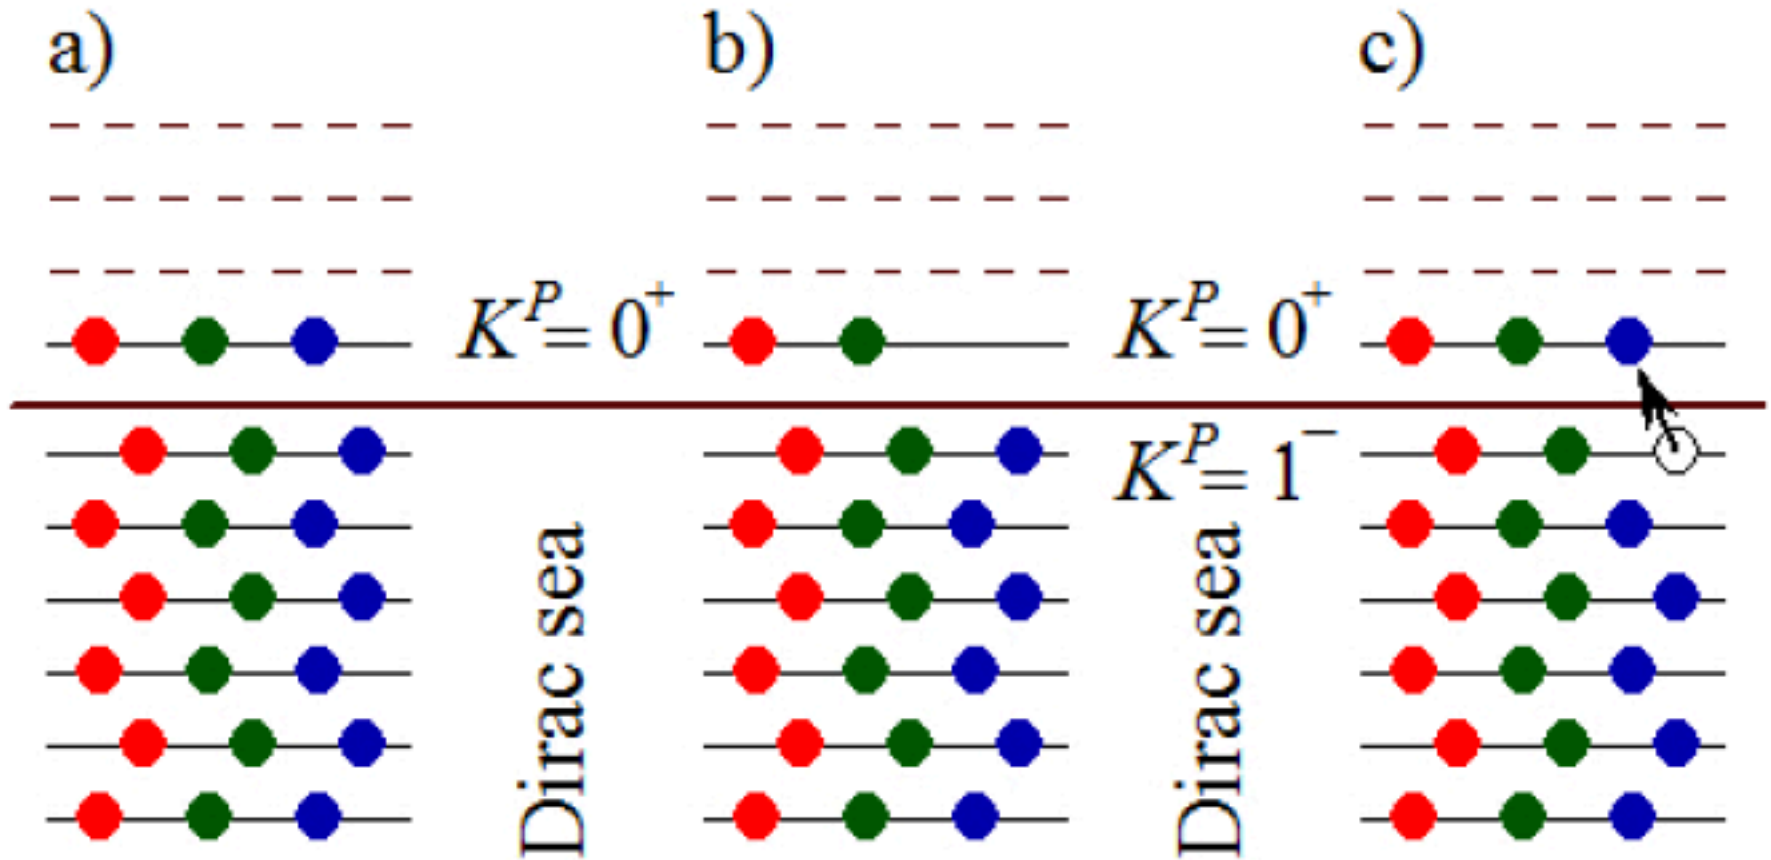 a)
b)
c)
K^P = 0^+
K^P = 0^+
K^P = 1^-
Dirac sea
Dirac sea